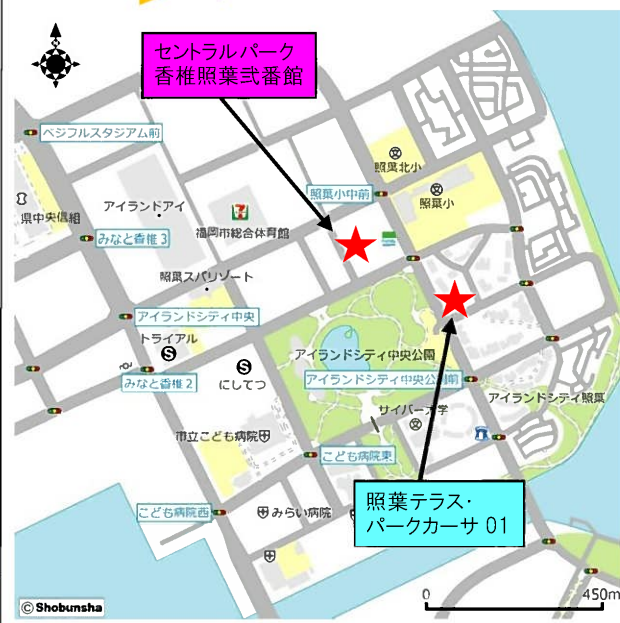 セントラルパーク
香椎照葉弐番館
ベジフルスタジアム前
照葉北小
照葉小中前
照葉小
アイランドアイ
県中央信組
福岡市総合体育館
みなと香椎3
照葉スパリゾート
アイランドシティ中央
トライアル
アイランドシティ中央公園
みなと香椎2
にしてつ
アイランドシティ中央公園前
アイランドシティ照葉
サイバー大学
市立こども病院
こども病院東
照葉テラス・
パークカーサ 01
こども病院西
みらい病院
0
450m
© Shobunsha